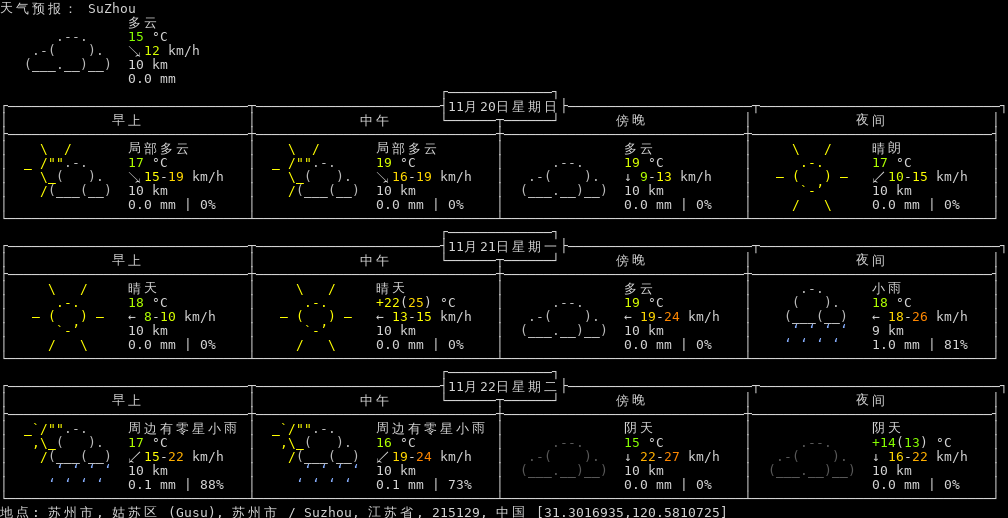 天气预报： SuZhou
多云
15 °C
↘12 km/h
10 km
0.0 mm
11月20日星期日
早上 中午 傍晚 夜间
局部多云 局部多云 多云 晴朗
17 °C 19 °C 19 °C 17 °C
↘15-19 km/h ↘16-19 km/h ↓ 9-13 km/h ↙10-15 km/h
10 km 10 km 10 km 10 km
0.0 mm | 0% 0.0 mm | 0% 0.0 mm | 0% 0.0 mm | 0%
11月21日星期一
早上 中午 傍晚 夜间
晴天 晴天 多云 小雨
18 °C +22(25) °C 19 °C 18 °C
← 8-10 km/h ← 13-15 km/h ← 19-24 km/h ← 18-26 km/h
10 km 10 km 10 km 9 km
0.0 mm | 0% 0.0 mm | 0% 0.0 mm | 0% 1.0 mm | 81%
11月22日星期二
早上 中午 傍晚 夜间
周边有零星小雨 周边有零星小雨 阴天 阴天
17 °C 16 °C 15 °C +14(13) °C
↙15-22 km/h ↙19-24 km/h ↓ 22-27 km/h ↓ 16-22 km/h
10 km 10 km 10 km 10 km
0.1 mm | 88% 0.1 mm | 73% 0.0 mm | 0% 0.0 mm | 0%
地点: 苏州市, 姑苏区 (Gusu), 苏州市 / Suzhou, 江苏省, 215129, 中国 [31.3016935,120.5810725]